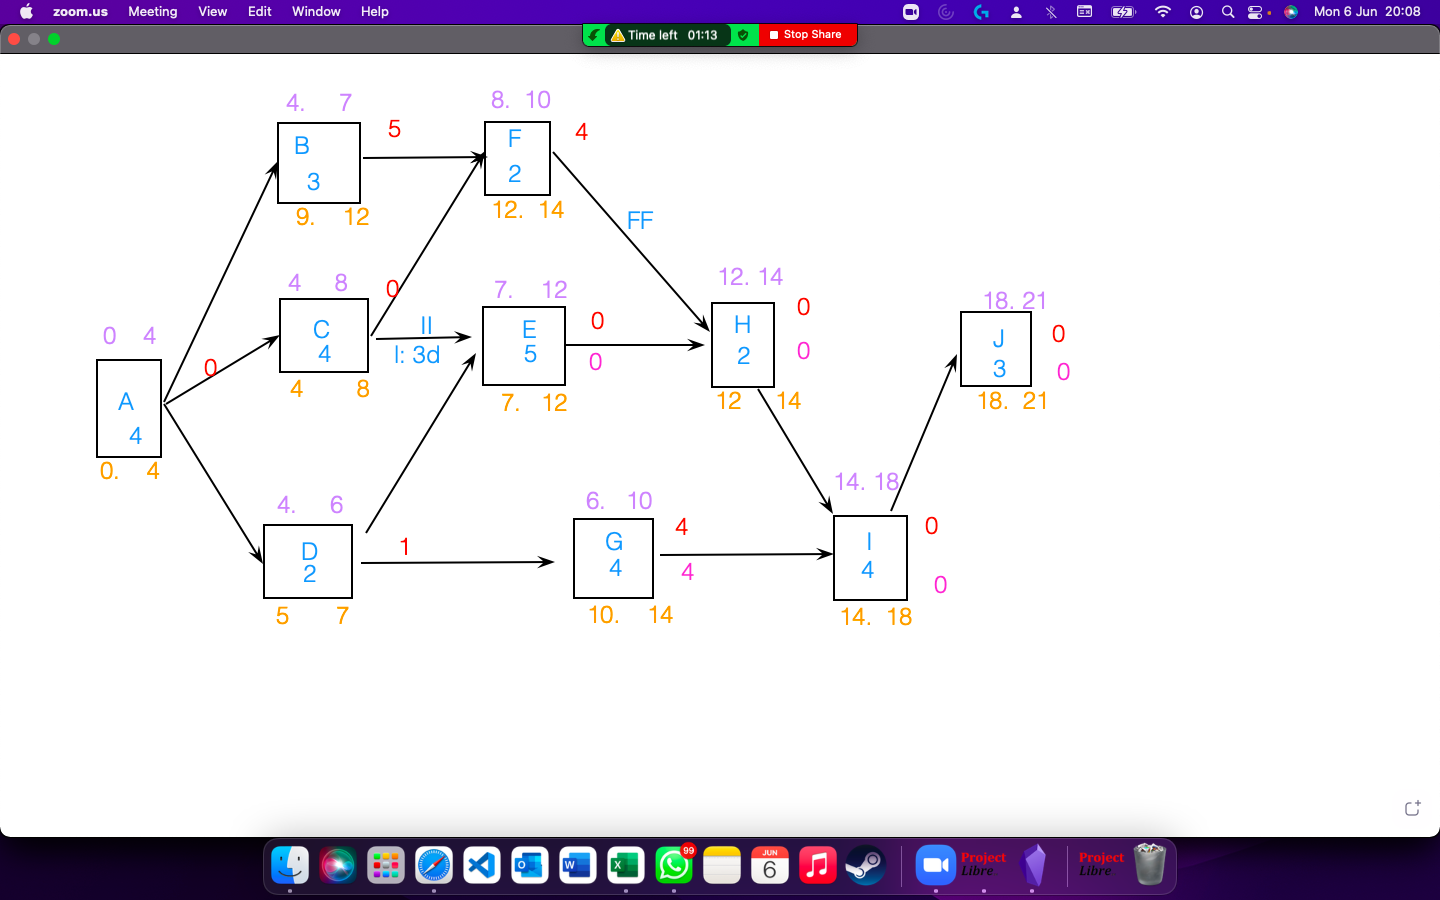 zoom.us Meeting View Edit Window Help Mon 6 Jun 20:08
Time left 01:13 Stop Share
4. 7
B
3
9. 12
5
8. 10
F
2
12. 14
4
FF
4 8
C
4
4 8
0
II
I: 3d
7. 12
E
5
7. 12
0
0
12. 14
H
2
12 14
0
0
18. 21
J
3
18. 21
0
0
0 4
A
4
0. 4
0
4. 6
D
2
5 7
1
6. 10
G
4
10. 14
4
4
14. 18
I
4
14. 18
0
0
99
JUN
6
Project
Libre
Project
Libre